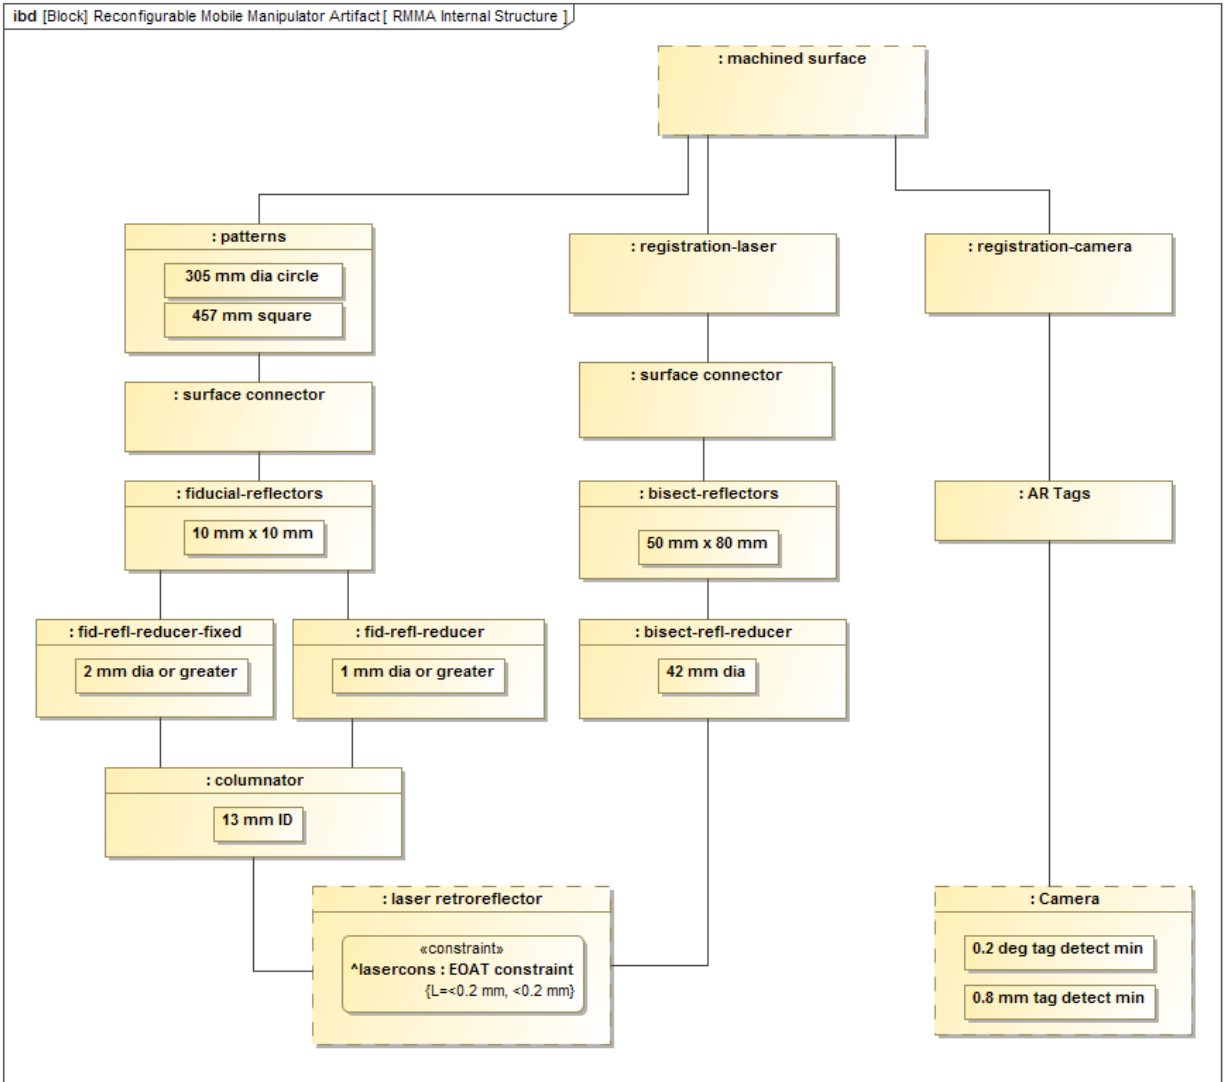 ibd [Block] Reconfigurable Mobile Manipulator Artifact [ RMMA Internal Structure ]
: machined surface
: patterns
305 mm dia circle
457 mm square
: registration-laser
: registration-camera
: surface connector
: surface connector
: fiducial-reflectors
10 mm x 10 mm
: bisect-reflectors
50 mm x 80 mm
: AR Tags
: fid-refl-reducer-fixed
2 mm dia or greater
: fid-refl-reducer
1 mm dia or greater
: bisect-refl-reducer
42 mm dia
: columnator
13 mm ID
: laser retroreflector
«constraint»
^lasercons : EOAT constraint
{L=<0.2 mm, <0.2 mm}
: Camera
0.2 deg tag detect min
0.8 mm tag detect min